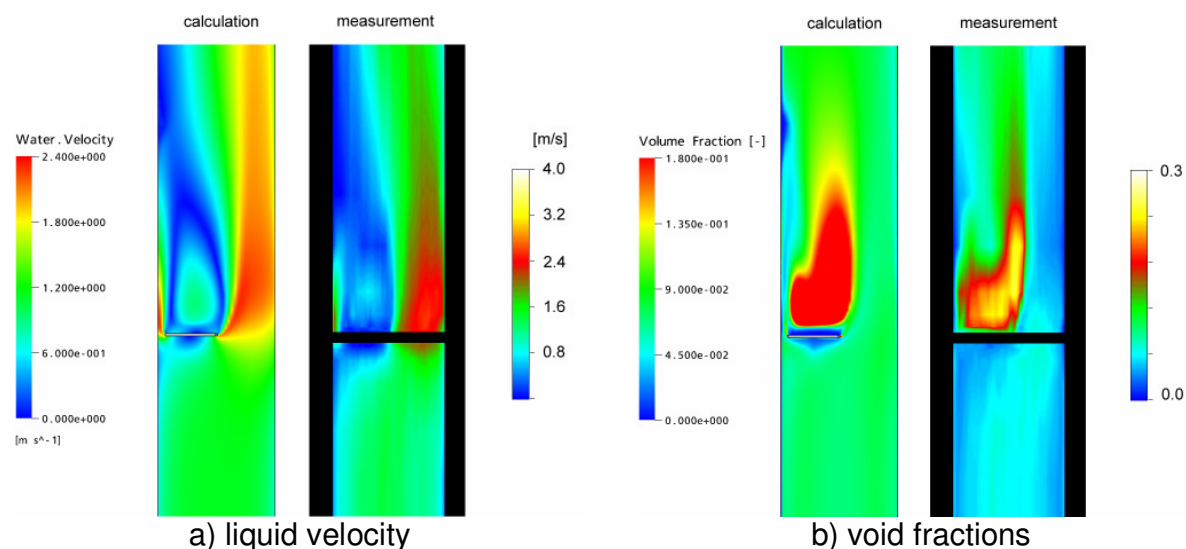 calculation
measurement
Water.Velocity
2.400e+000
1.800e+000
1.200e+000
6.000e-001
0.000e+000
[m s^-1]
[m/s]
4.0
3.2
2.4
1.6
0.8
a) liquid velocity
calculation
measurement
Volume Fraction [-]
1.800e-001
1.350e-001
9.000e-002
4.500e-002
0.000e+000
0.3
0.0
b) void fractions